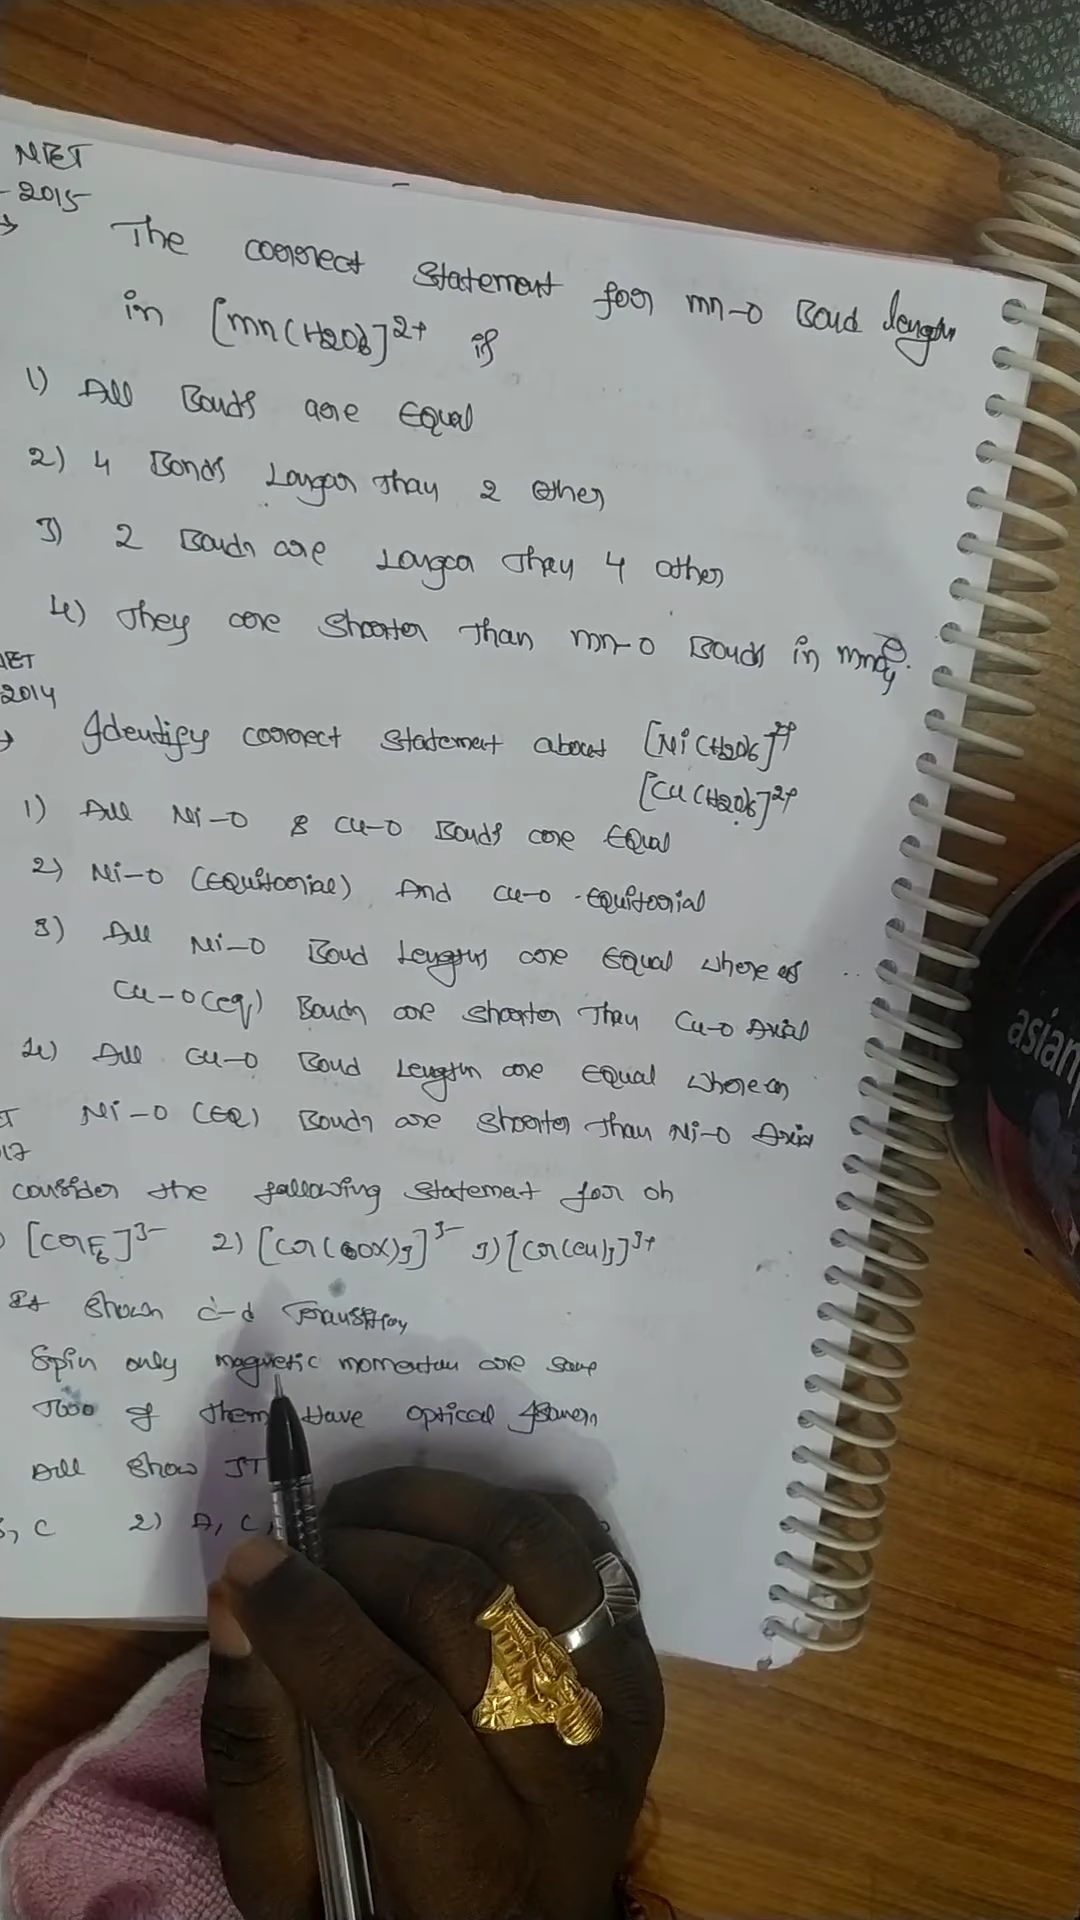 NET
- 2015
→ The correct statement for mn-o Bond length
in [mn(H2O)6]2+ is
1) All Bonds are Equal
2) 4 Bonds Longer Than 2 other
3) 2 Bonds are Longer They 4 other
4) They are Shorter Than mn-o Bonds in mno4⊖.
NET
2014
→ Identify correct statement about [Ni(H2O)6]2+
[Cu(H2O)6]2+
1) All Ni-o & Cu-o Bonds are Equal
2) Ni-o (Equitorial) And Cu-o - Equitorial
3) All Ni-o Bond Lengths are Equal where as
Cu-o(eq) Bonds are shorter Than Cu-o Axial
4) All Cu-o Bond Length are Equal where as
Ni-o (EQ) Bonds are shorter Than Ni-o Axia
T
17
consider the following statement for oh
) [CrF6]3- 2) [Cr(ox)3]3- 3) [Cr(en)3]3+
shown d-d
Spin only magnetic are same
Two of them Have optical
All show JT
, C 2) A, C,
asian